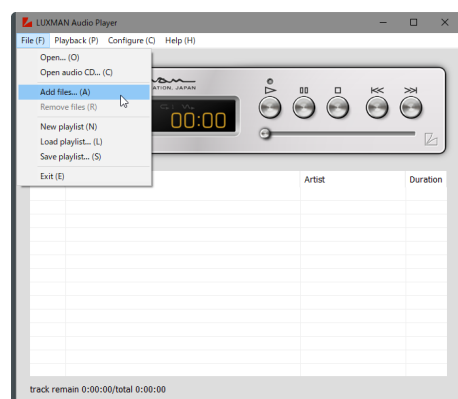 LUXMAN Audio Player
File (F) Playback (P) Configure (C) Help (H)
Open... (O)
Open audio CD... (C)
Add files... (A)
Remove files (R)
New playlist (N)
Load playlist... (L)
Save playlist... (S)
Exit (E)
ATION, JAPAN
00:00
Artist Duration
track remain 0:00:00/total 0:00:00